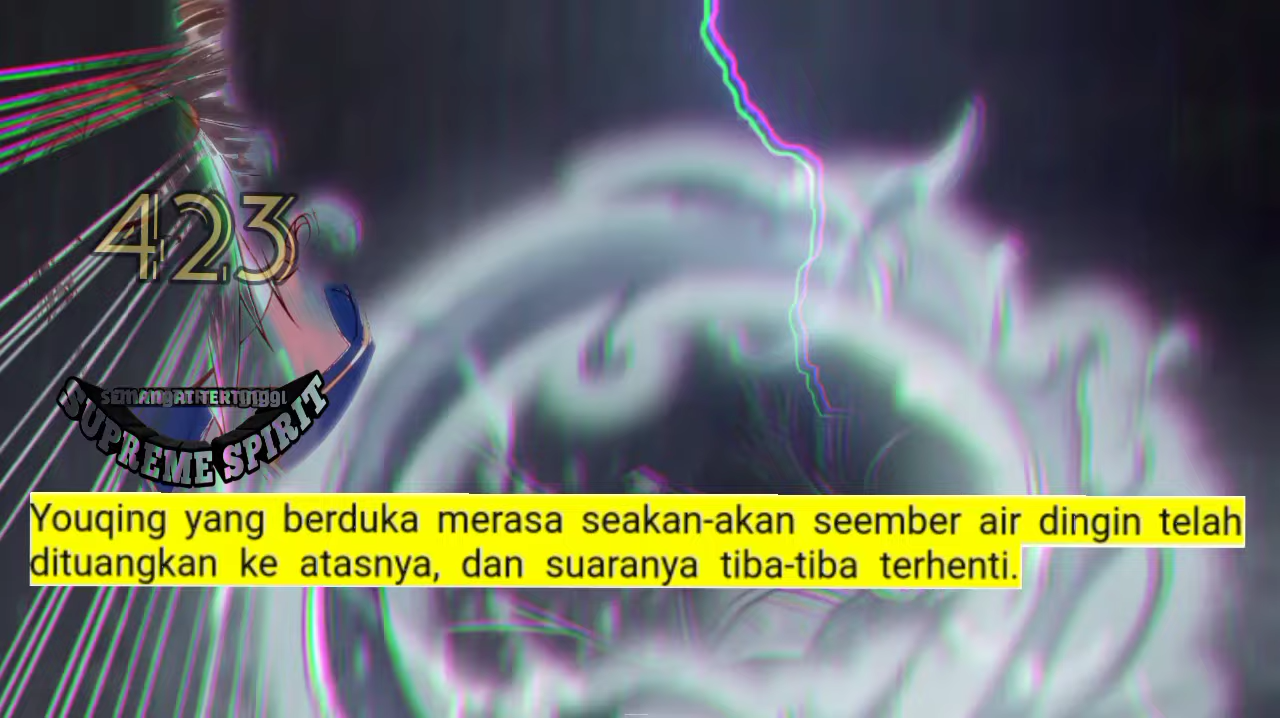 423
SEMANGAT TERTINGGI
SUPREME SPIRIT
Youqing yang berduka merasa seakan-akan seember air dingin telah
dituangkan ke atasnya, dan suaranya tiba-tiba terhenti.